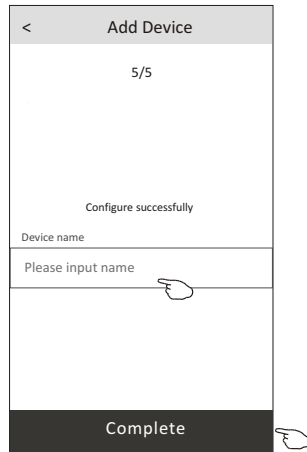 < Add Device
5/5
Configure successfully
Device name
Please input name
Complete